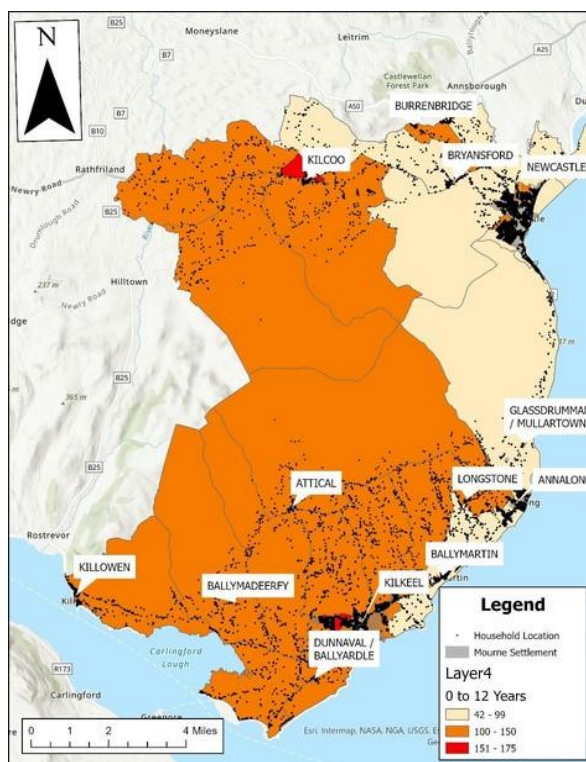 N
Moneyslane
Leitrim
B7
A25
Castlewellan
Forest Park
Annsborough
A50
BURRENBRIDGE
B7
B10
KILCOO
BRYANSFORD
NEWCASTLE
Rathfriland
Newry Road
Drumlough Road
B25
Hilltown
237 m
Newry Road
B25
365 m
GLASSDRUMMAN
/ MULLARTOWN
ATTICAL
LONGSTONE
ANNALONG
B25
Rostrevor
KILLOWEN
BALLYMARTIN
BALLYMADEERFY
KILKEEL
Carlingford
Lough
DUNNAVAL /
BALLYARDLE
R173
Carlingford
Greenore
0 1 2 4 Miles
Esri, Intermap, NASA, NGA, USGS,
Legend
Household Location
Mourne Settlement
Layer4
0 to 12 Years
42 - 99
100 - 150
151 - 175